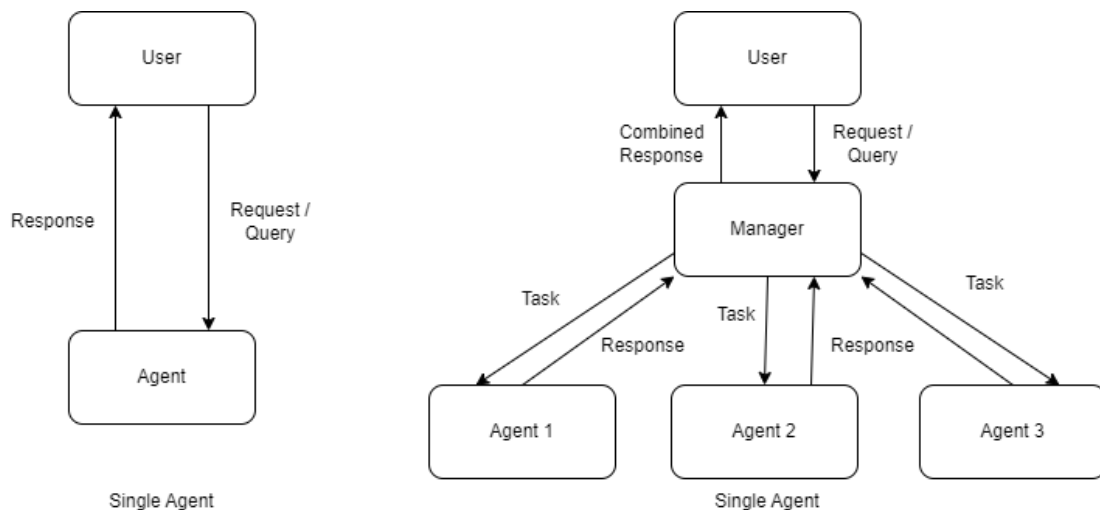 User
Response
Request /
Query
Agent
Single Agent
User
Combined
Response
Request /
Query
Manager
Task
Task
Task
Response
Response
Agent 1
Agent 2
Agent 3
Single Agent